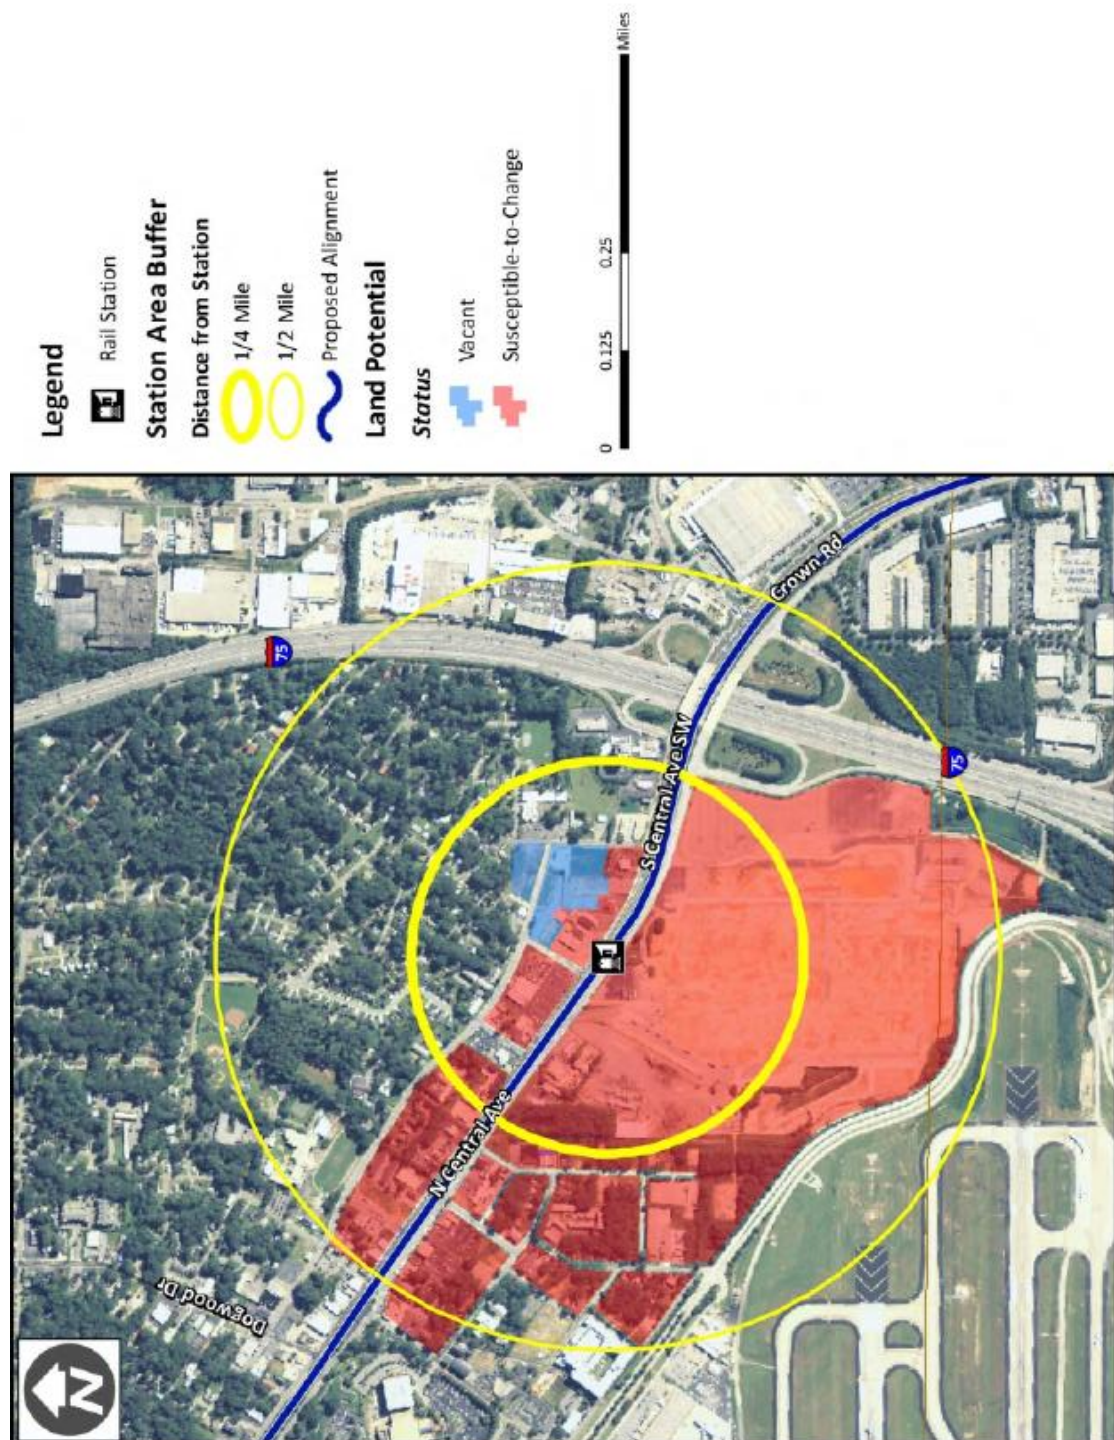 Legend
Rail Station
Station Area Buffer
Distance from Station
1/4 Mile
1/2 Mile
Proposed Alignment
Land Potential
Status
Vacant
Susceptible-to-Change
0 0.125 0.25 Miles
N
75
Dogwood Dr
N Central Ave
S Central Ave SW
Crown Rd
75